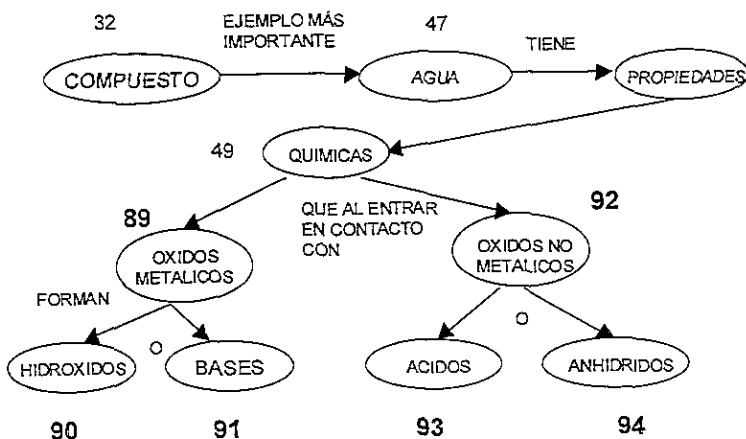 32
EJEMPLO MÁS
IMPORTANTE
47
TIENE
COMPUESTO
AGUA
PROPIEDADES
49
QUIMICAS
89
QUE AL ENTRAR
EN CONTACTO
CON
92
OXIDOS
METALICOS
OXIDOS NO
METALICOS
FORMAN
HIDROXIDOS
O
BASES
ACIDOS
O
ANHIDRIDOS
90
91
93
94